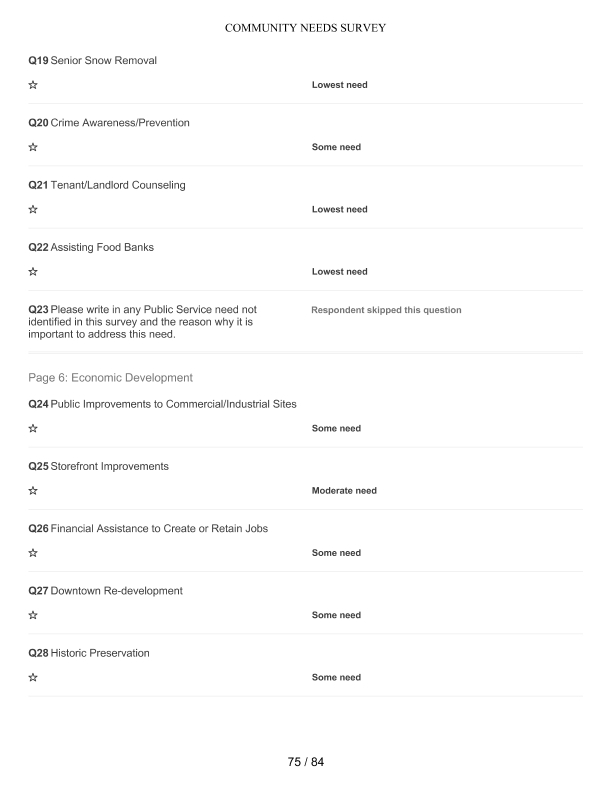 COMMUNITY NEEDS SURVEY
Q19 Senior Snow Removal
☆ Lowest need
Q20 Crime Awareness/Prevention
☆ Some need
Q21 Tenant/Landlord Counseling
☆ Lowest need
Q22 Assisting Food Banks
☆ Lowest need
Q23 Please write in any Public Service need not
identified in this survey and the reason why it is
important to address this need.
Respondent skipped this question
Page 6: Economic Development
Q24 Public Improvements to Commercial/Industrial Sites
☆ Some need
Q25 Storefront Improvements
☆ Moderate need
Q26 Financial Assistance to Create or Retain Jobs
☆ Some need
Q27 Downtown Re-development
☆ Some need
Q28 Historic Preservation
☆ Some need
75 / 84